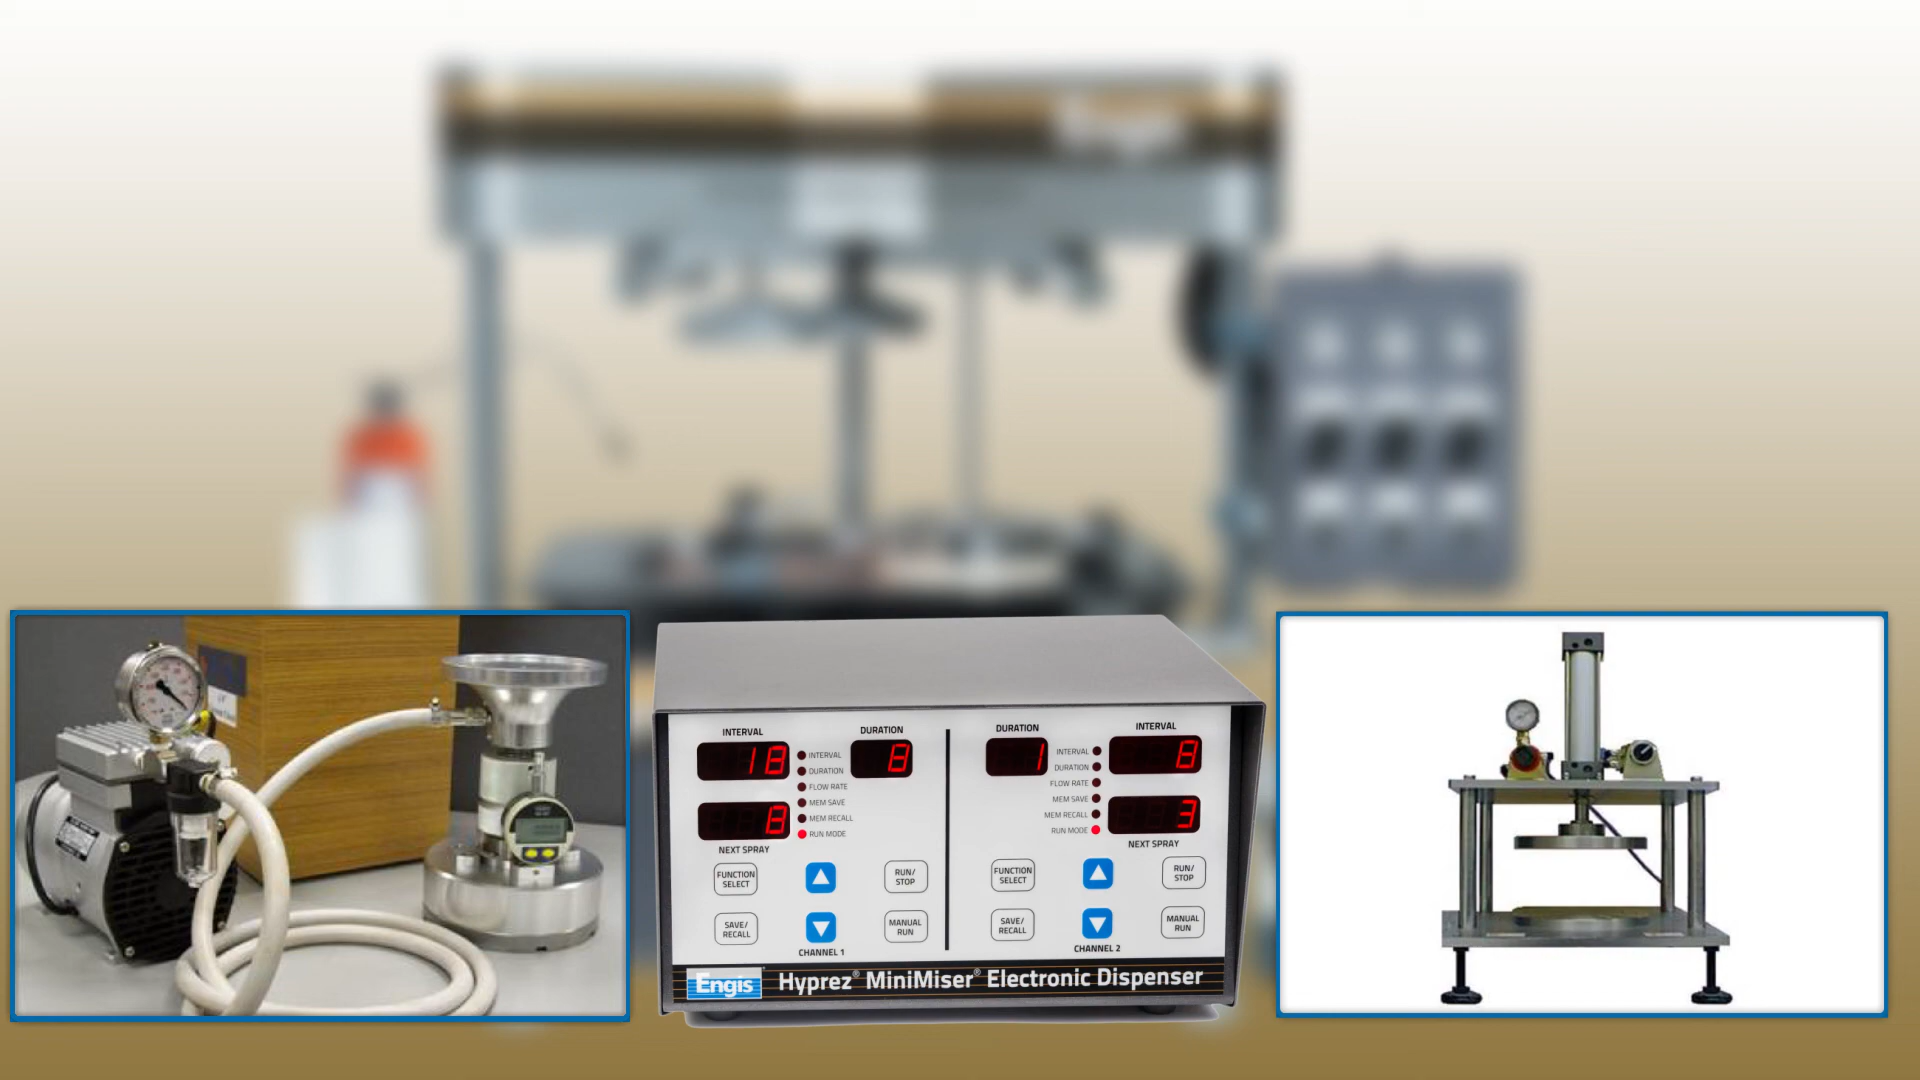 Engis
INTERVAL
DURATION
18
8
INTERVAL
DURATION
FLOW RATE
MEM SAVE
MEM RECALL
RUN MODE
8
NEXT SPRAY
FUNCTION
SELECT
RUN/
STOP
SAVE/
RECALL
MANUAL
RUN
CHANNEL 1
DURATION
INTERVAL
1
8
INTERVAL
DURATION
FLOW RATE
MEM SAVE
MEM RECALL
RUN MODE
3
NEXT SPRAY
FUNCTION
SELECT
RUN/
STOP
SAVE/
RECALL
MANUAL
RUN
CHANNEL 2
Engis Hyprez® MiniMiser® Electronic Dispenser